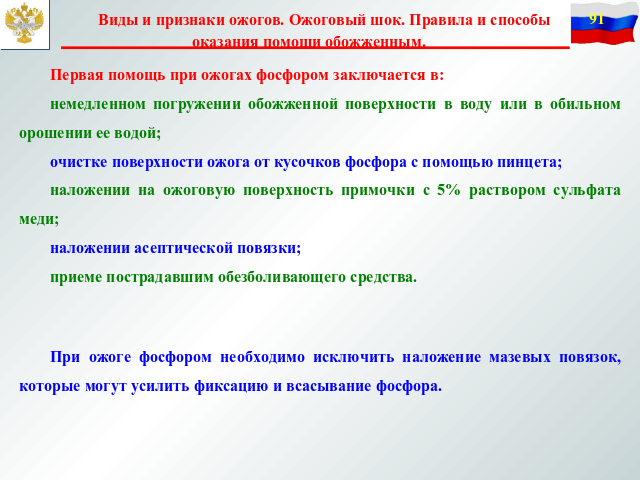 Виды и признаки ожогов. Ожоговый шок. Правила и способы
оказания помощи обожженным.
91
Первая помощь при ожогах фосфором заключается в:
немедленном погружении обожженной поверхности в воду или в обильном
орошении ее водой;
очистке поверхности ожога от кусочков фосфора с помощью пинцета;
наложении на ожоговую поверхность примочки с 5% раствором сульфата
меди;
наложении асептической повязки;
приеме пострадавшим обезболивающего средства.
При ожоге фосфором необходимо исключить наложение мазевых повязок,
которые могут усилить фиксацию и всасывание фосфора.